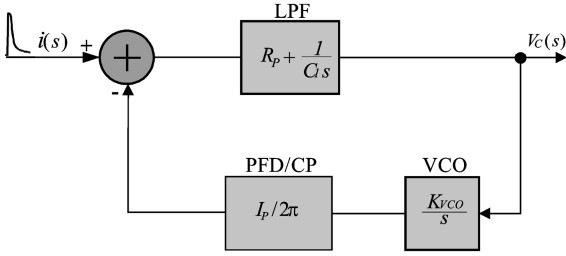 LPF
i(s)
+
+
R_P + 1/C_1 s
V_C(s)
-
PFD/CP
VCO
I_P/2π
K_VCO/s